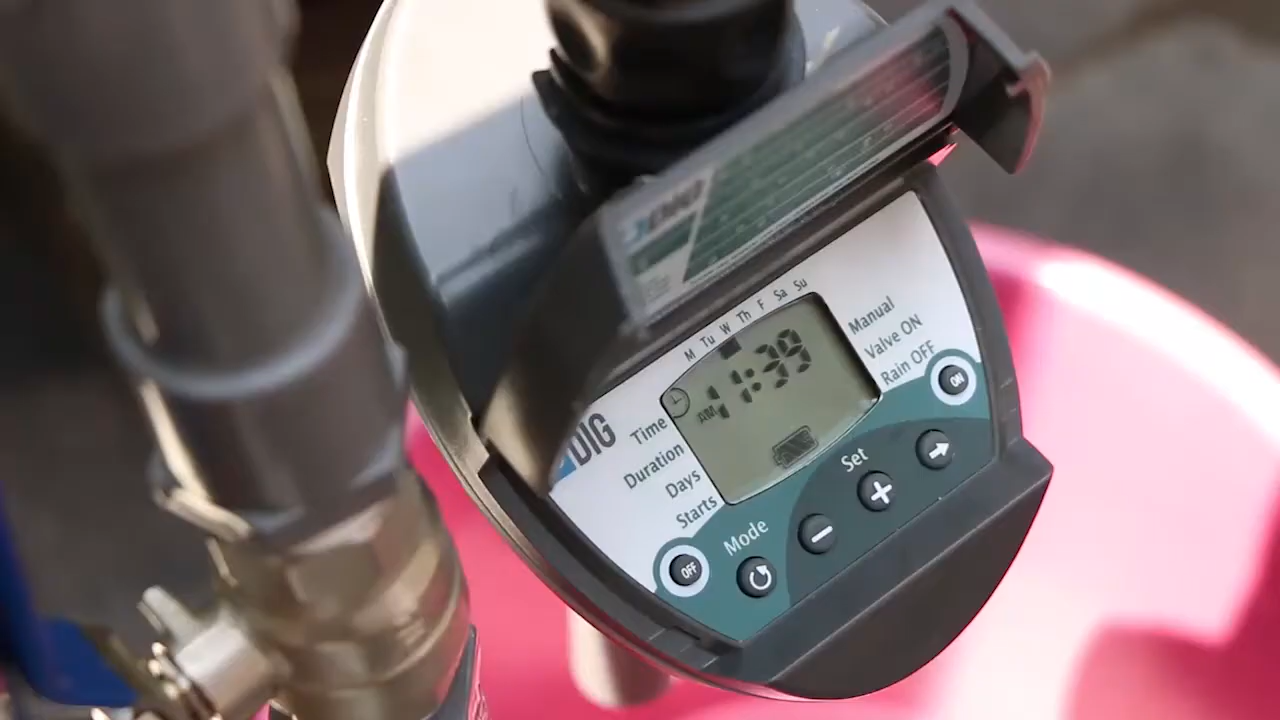 M Tu W Th F Sa Su
AM 11:39
Manual
Valve ON
Rain OFF
ON
DIG
Time
Duration
Days
Starts
Set
Mode
OFF